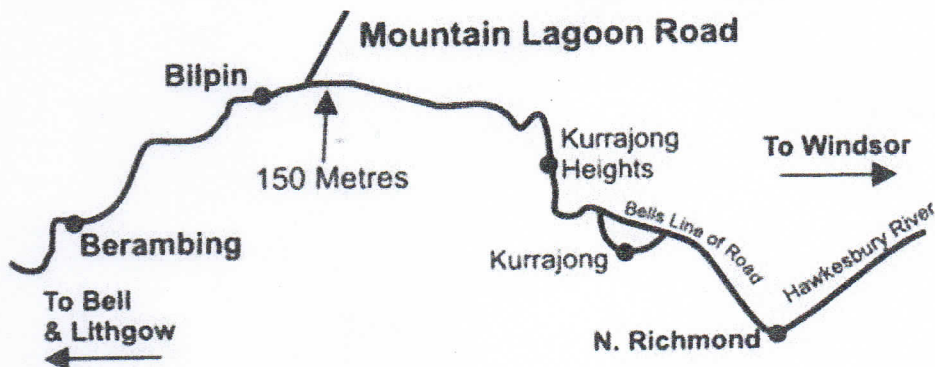 Mountain Lagoon Road
Bilpin
150 Metres
Kurrajong
Heights
To Windsor
Bells Line of Road
Hawkesbury River
Berambing
Kurrajong
To Bell
& Lithgow
N. Richmond